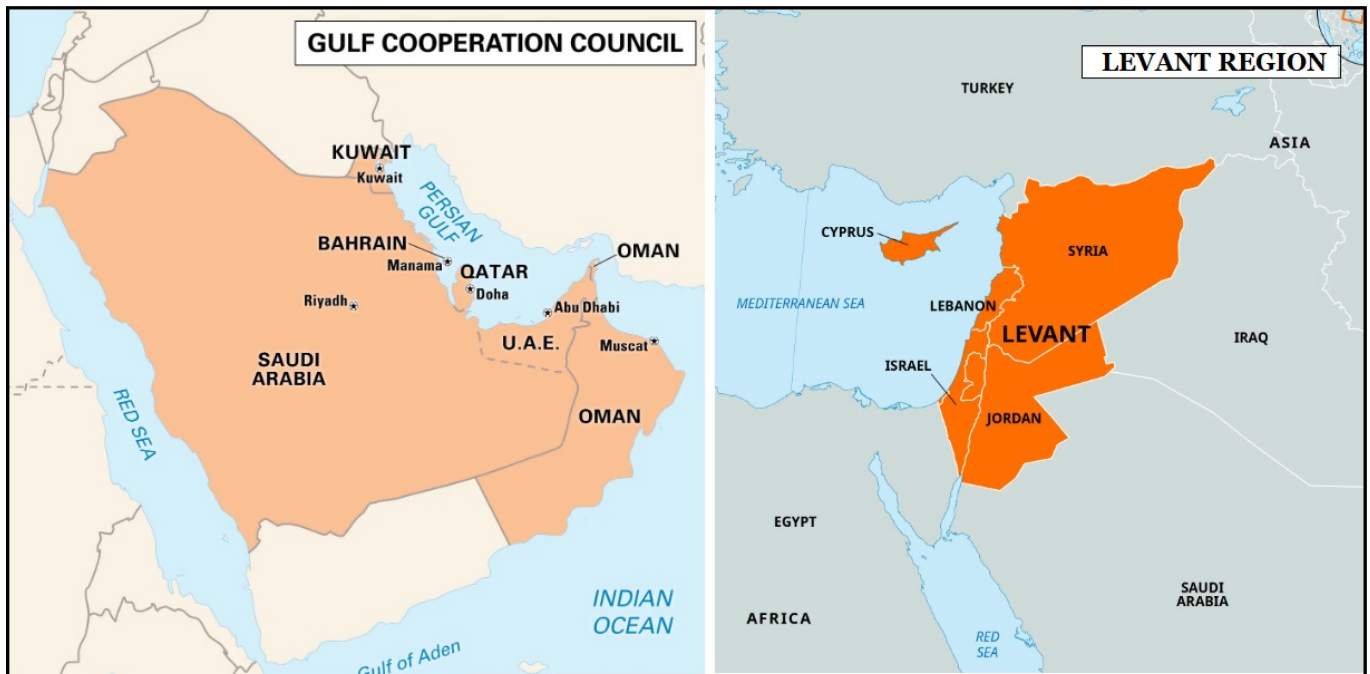 GULF COOPERATION COUNCIL
KUWAIT
Kuwait
PERSIAN
GULF
BAHRAIN
Manama
QATAR
Doha
OMAN
Abu Dhabi
Riyadh
U.A.E.
Muscat
SAUDI
ARABIA
OMAN
RED SEA
INDIAN
OCEAN
Gulf of Aden
LEVANT REGION
TURKEY
ASIA
CYPRUS
SYRIA
MEDITERRANEAN SEA
LEBANON
LEVANT
IRAQ
ISRAEL
JORDAN
EGYPT
SAUDI
ARABIA
AFRICA
RED
SEA